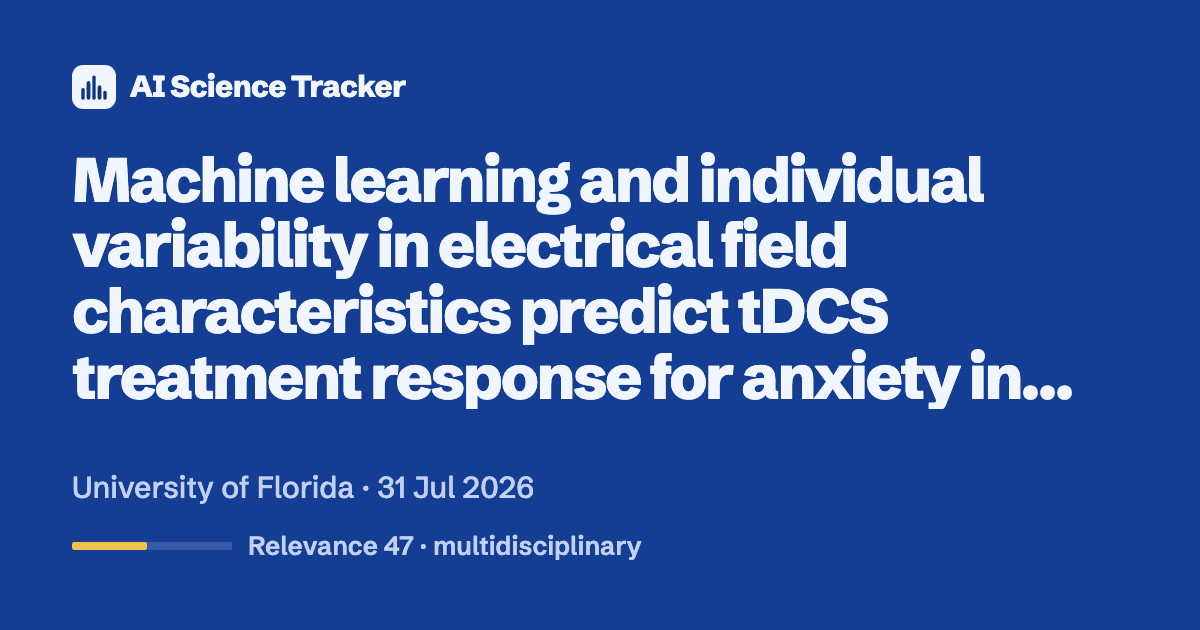 AI Science Tracker
Machine learning and individual
variability in electrical field
characteristics predict tDCS
treatment response for anxiety in...
University of Florida · 31 Jul 2026
Relevance 47 · multidisciplinary